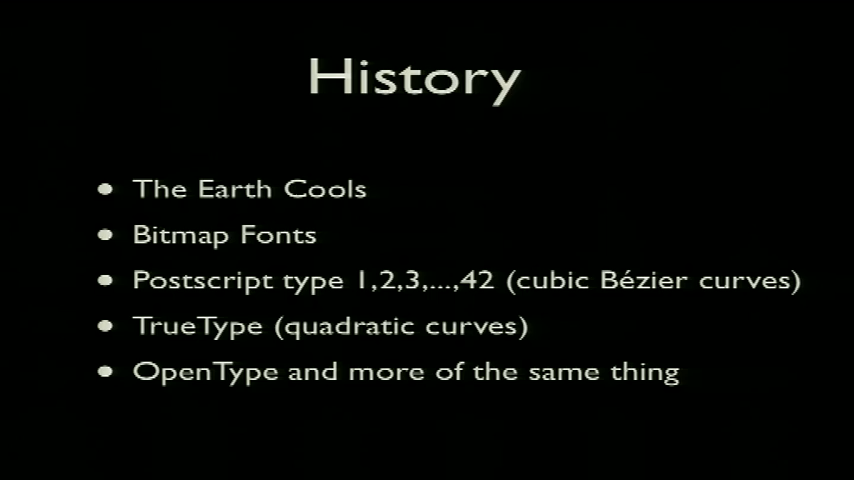 History
• The Earth Cools
• Bitmap Fonts
• Postscript type 1,2,3,...,42 (cubic Bézier curves)
• TrueType (quadratic curves)
• OpenType and more of the same thing